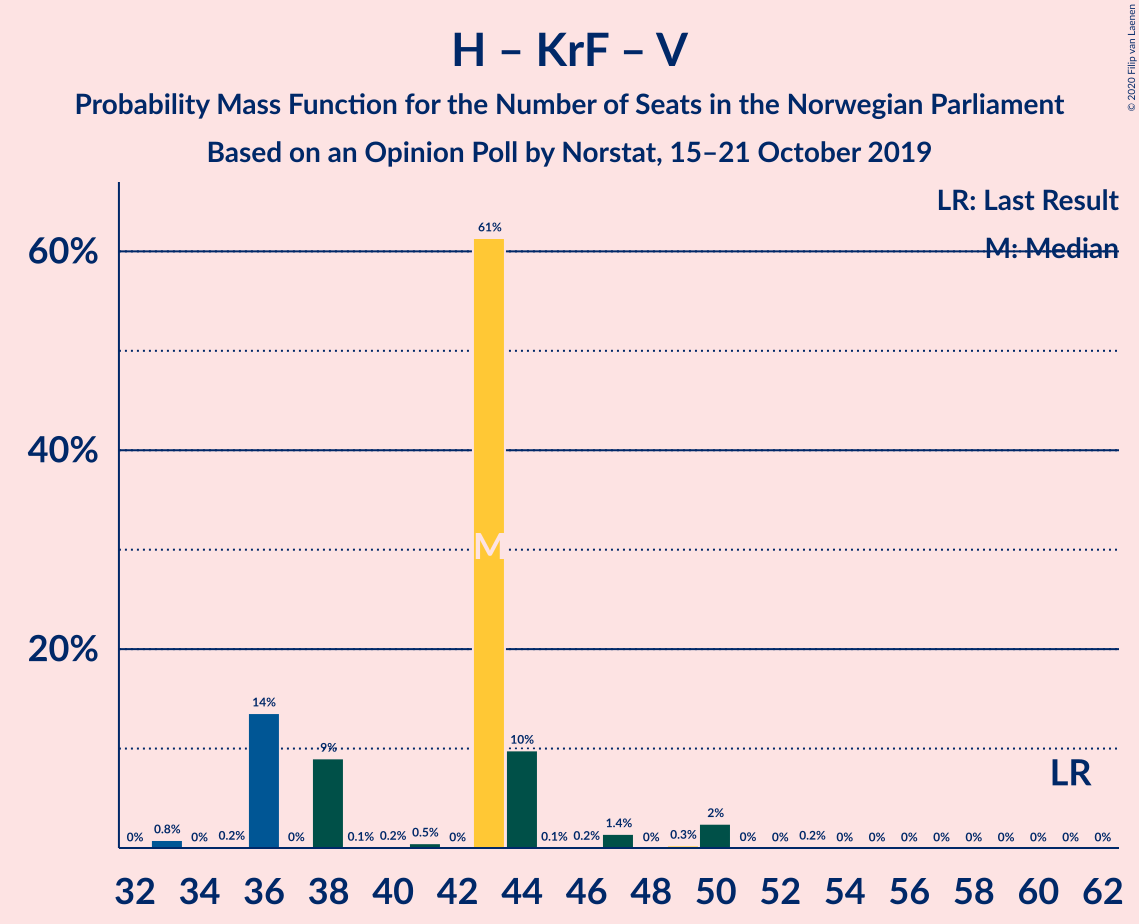 H – KrF – V
Probability Mass Function for the Number of Seats in the Norwegian Parliament
Based on an Opinion Poll by Norstat, 15–21 October 2019
© 2020 Filip van Laenen
LR: Last Result
M: Median
60%
40%
20%
0% 0.8% 0% 0.2% 14% 0% 9% 0.1% 0.2% 0.5% 0% 61% 10% 0.1% 0.2% 1.4% 0% 0.3% 2% 0% 0% 0.2% 0% 0% 0% 0% 0% 0% 0% 0% 0%
M
LR
32 34 36 38 40 42 44 46 48 50 52 54 56 58 60 62